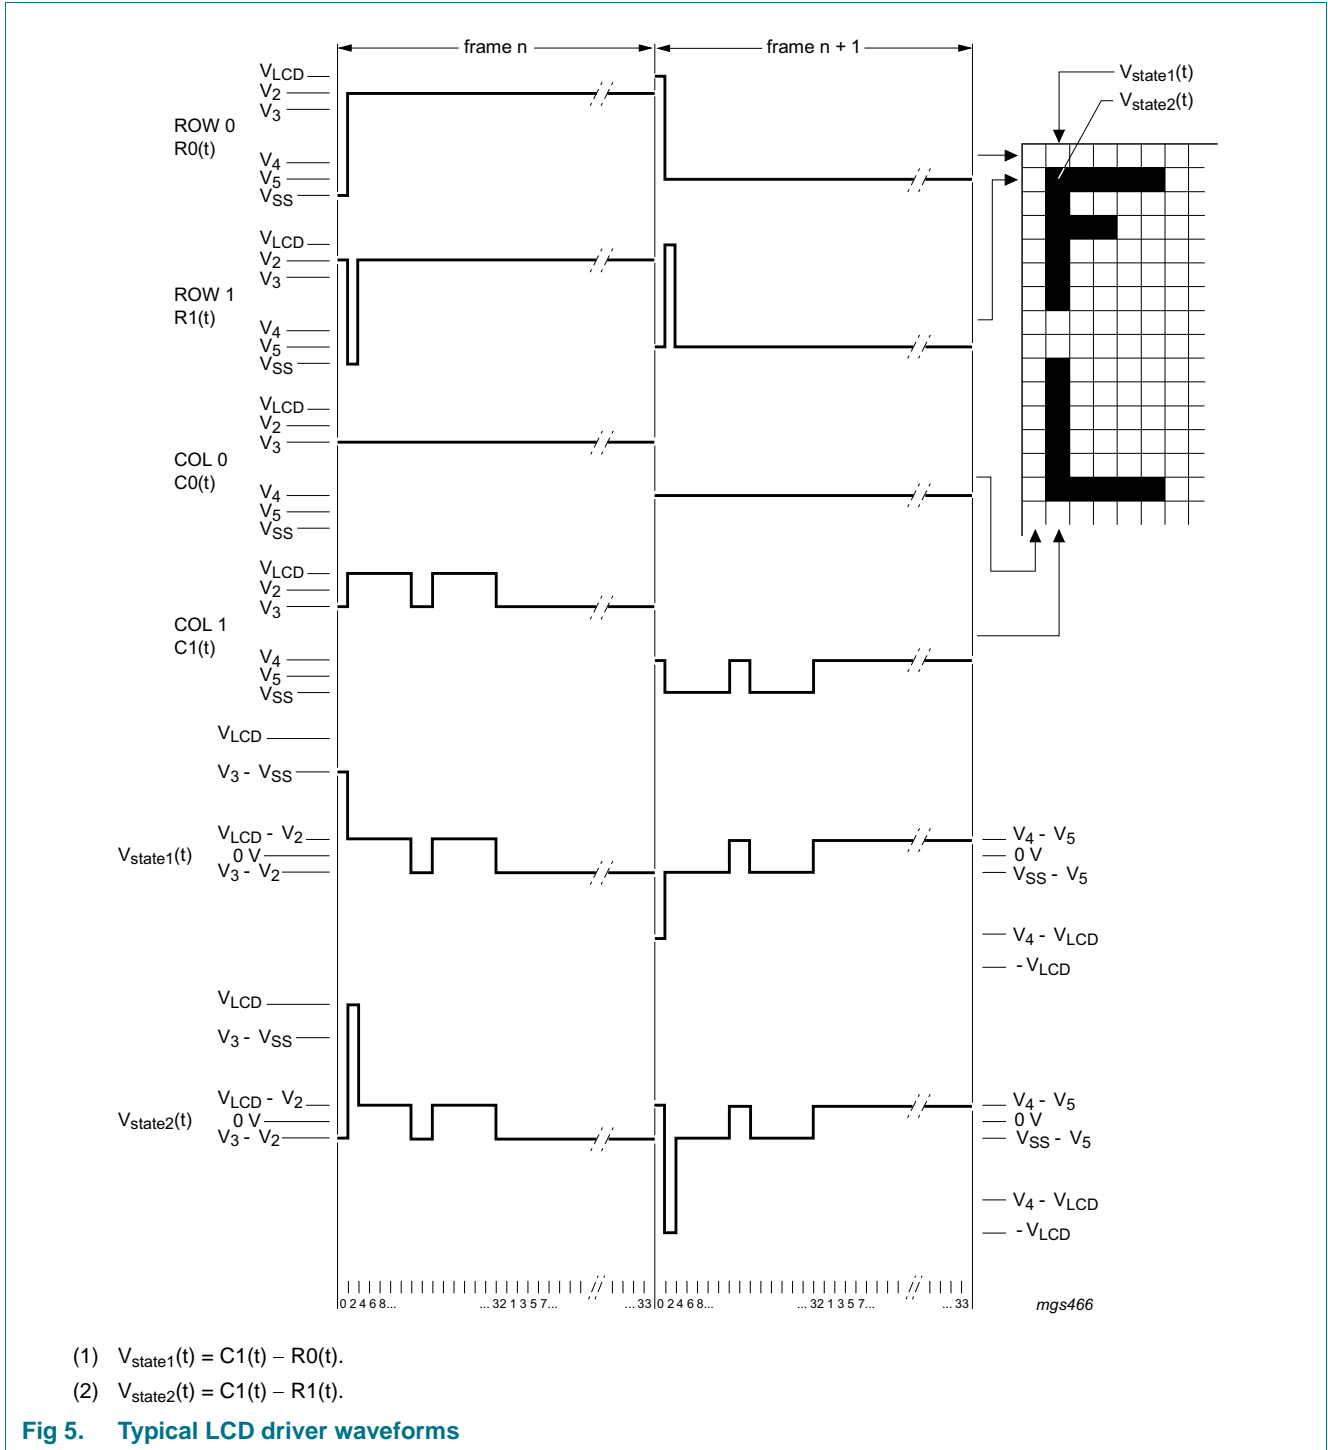 frame n
frame n + 1
VLCD
V2
V3
ROW 0
R0(t)
V4
V5
VSS
Vstate1(t)
Vstate2(t)
VLCD
V2
V3
ROW 1
R1(t)
V4
V5
VSS
VLCD
V2
V3
COL 0
C0(t)
V4
V5
VSS
VLCD
V2
V3
COL 1
C1(t)
V4
V5
VSS
VLCD
V3 - VSS
VLCD - V2
Vstate1(t)
0 V
V3 - V2
V4 - V5
0 V
VSS - V5
V4 - VLCD
- VLCD
VLCD
V3 - VSS
VLCD - V2
Vstate2(t)
0 V
V3 - V2
V4 - V5
0 V
VSS - V5
V4 - VLCD
- VLCD
0 2 4 6 8... ... 32 1 3 5 7... ... 33 0 2 4 6 8... ... 32 1 3 5 7... ... 33
mgs466
(1) Vstate1(t) = C1(t) − R0(t).
(2) Vstate2(t) = C1(t) − R1(t).
Fig 5. Typical LCD driver waveforms